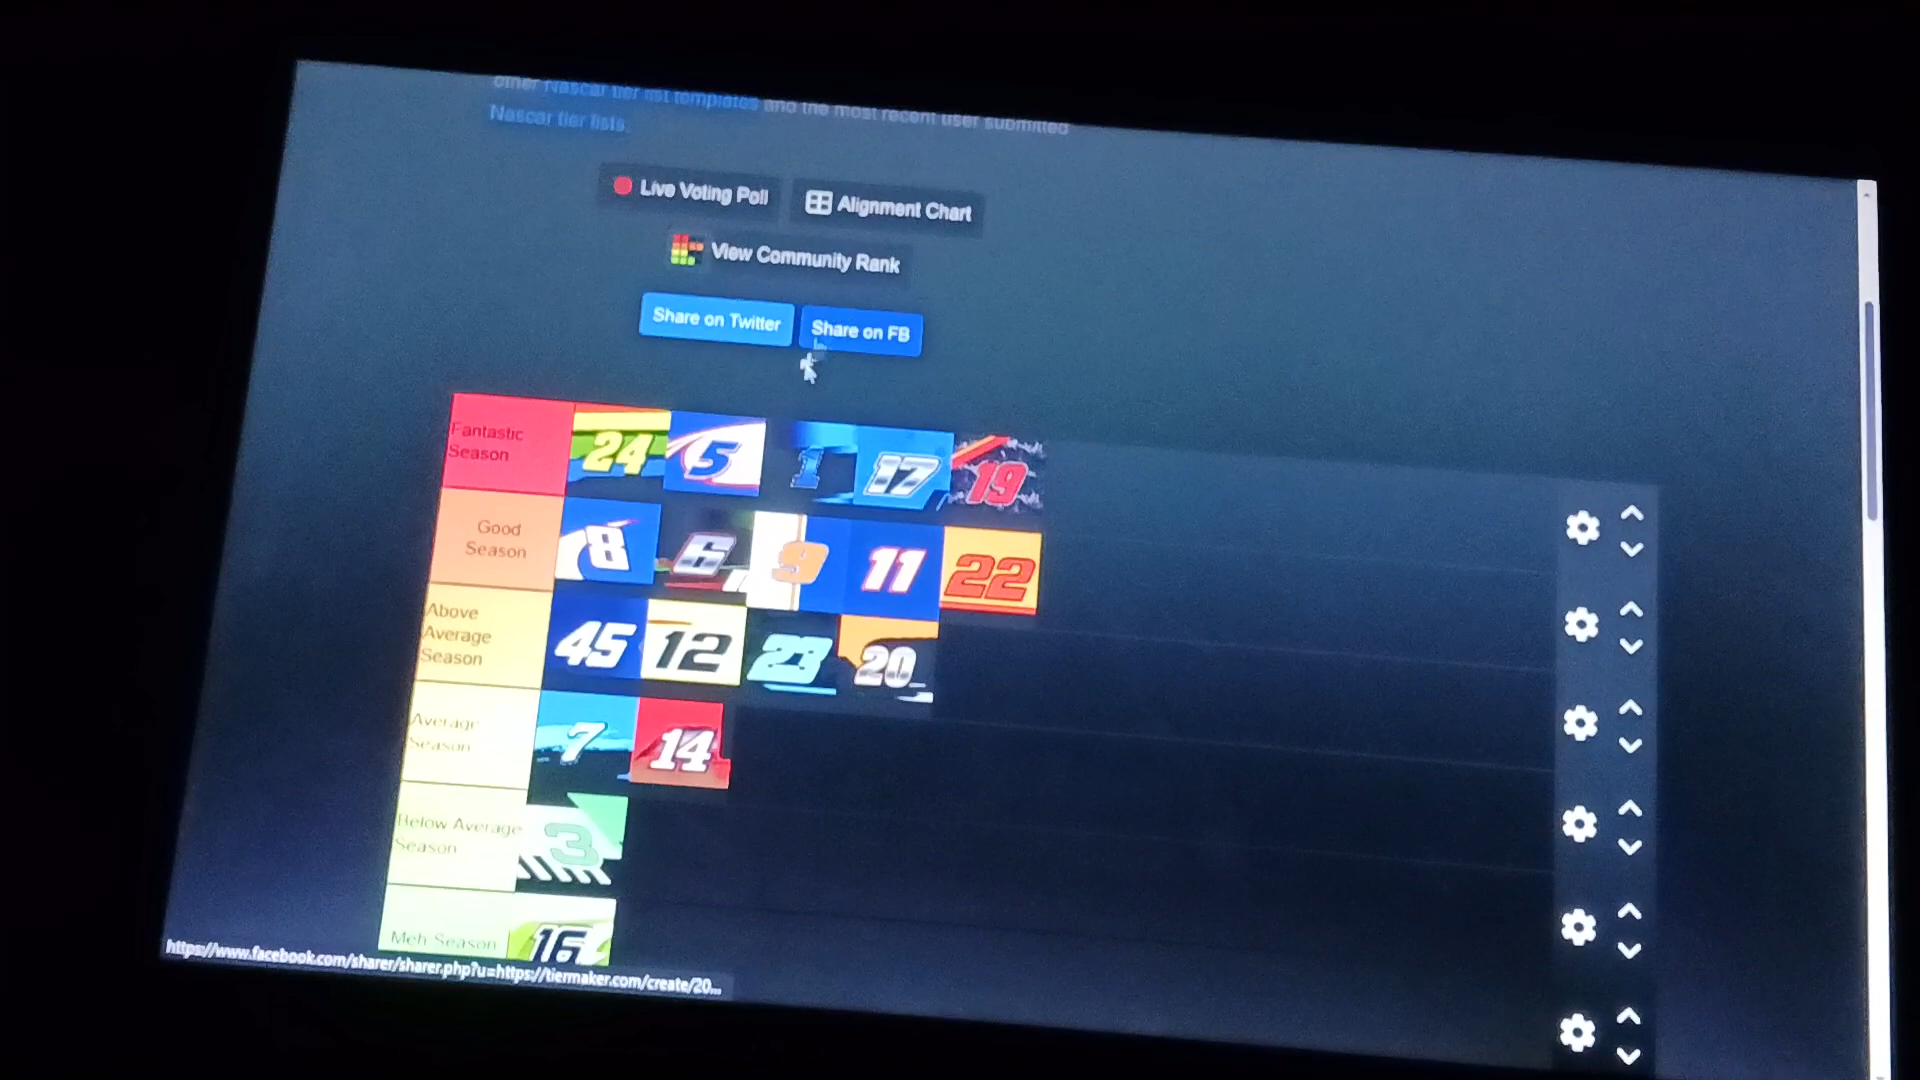 other Nascar tier list templates and the most recent user submitted
Nascar tier lists.
Live Voting Poll
Alignment Chart
View Community Rank
Share on Twitter
Share on FB
Fantastic
Season
24
5
1
17
19
Good
Season
8
6
9
11
22
Above
Average
Season
45
12
23
20
Average
Season
7
14
Below Average
Season
3
Meh Season
16
https://www.facebook.com/sharer/sharer.php?u=https://tiermaker.com/create/20...